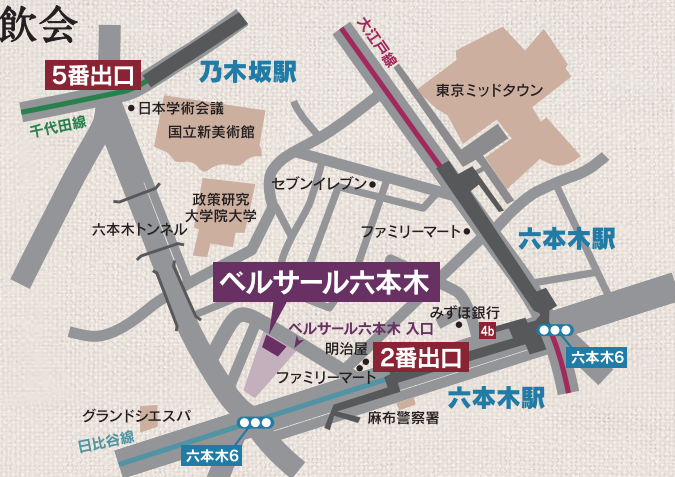 飲会
大江戸線
5番出口
乃木坂駅
日本学術会議
千代田線
国立新美術館
東京ミッドタウン
セブンイレブン
政策研究
大学院大学
六本木トンネル
ファミリーマート
六本木駅
ベルサール六本木
みずほ銀行
ベルサール六本木 入口
4b
明治屋
2番出口
六本木6
ファミリーマート
六本木駅
グランドシエスパ
麻布警察署
日比谷線
六本木6